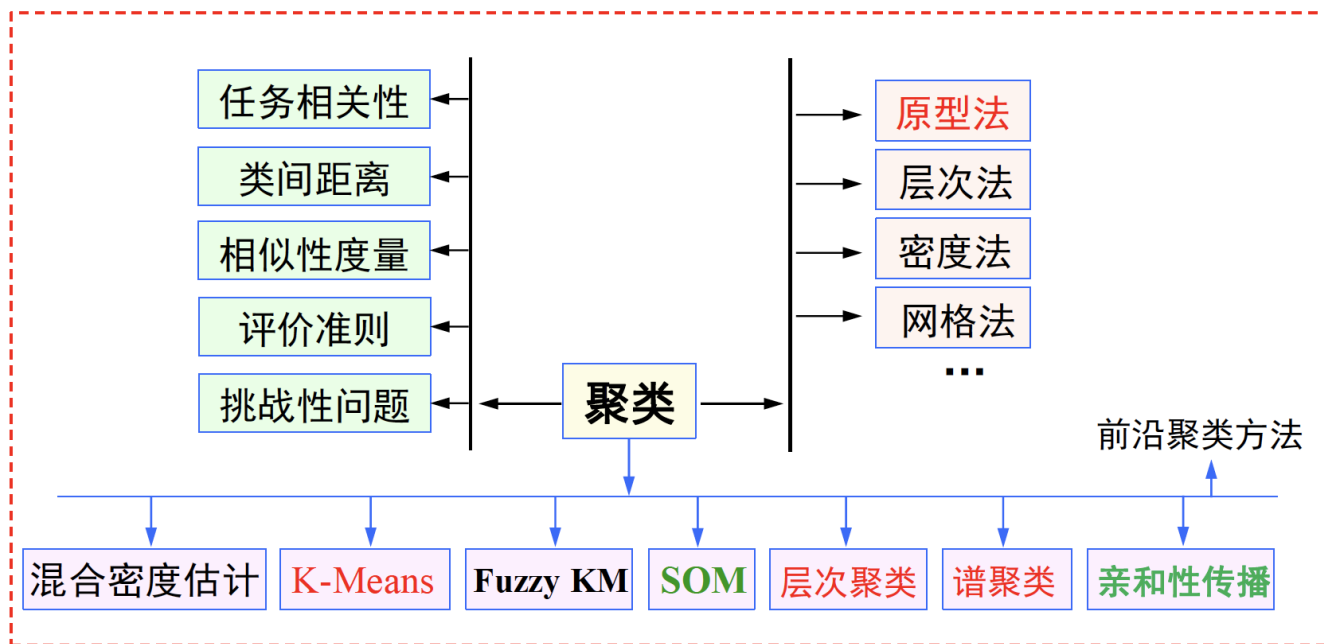 任务相关性
类间距离
相似性度量
评价准则
挑战性问题
聚类
原型法
层次法
密度法
网格法
...
前沿聚类方法
混合密度估计
K-Means
Fuzzy KM
SOM
层次聚类
谱聚类
亲和性传播